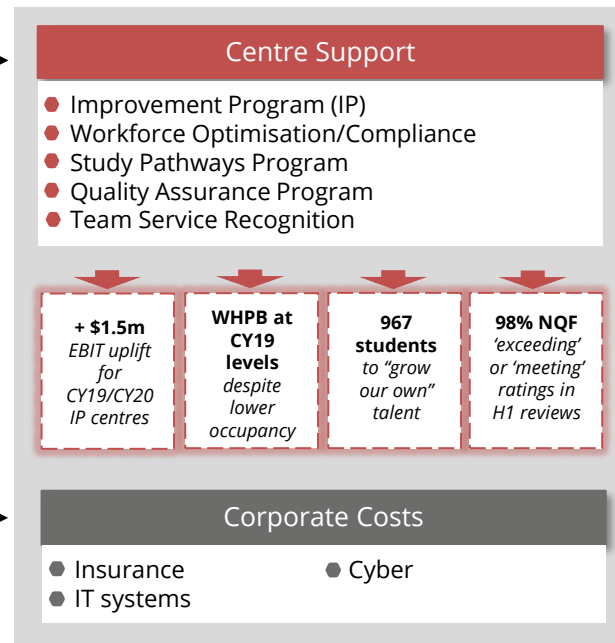 Centre Support
Improvement Program (IP)
Workforce Optimisation/Compliance
Study Pathways Program
Quality Assurance Program
Team Service Recognition
+ $1.5m
EBIT uplift
for
CY19/CY20
IP centres
WHPB at
CY19
levels
despite
lower
occupancy
967
students
to “grow
our own”
talent
98% NQF
‘exceeding’
or ‘meeting’
ratings in
H1 reviews
Corporate Costs
Insurance
IT systems
Cyber